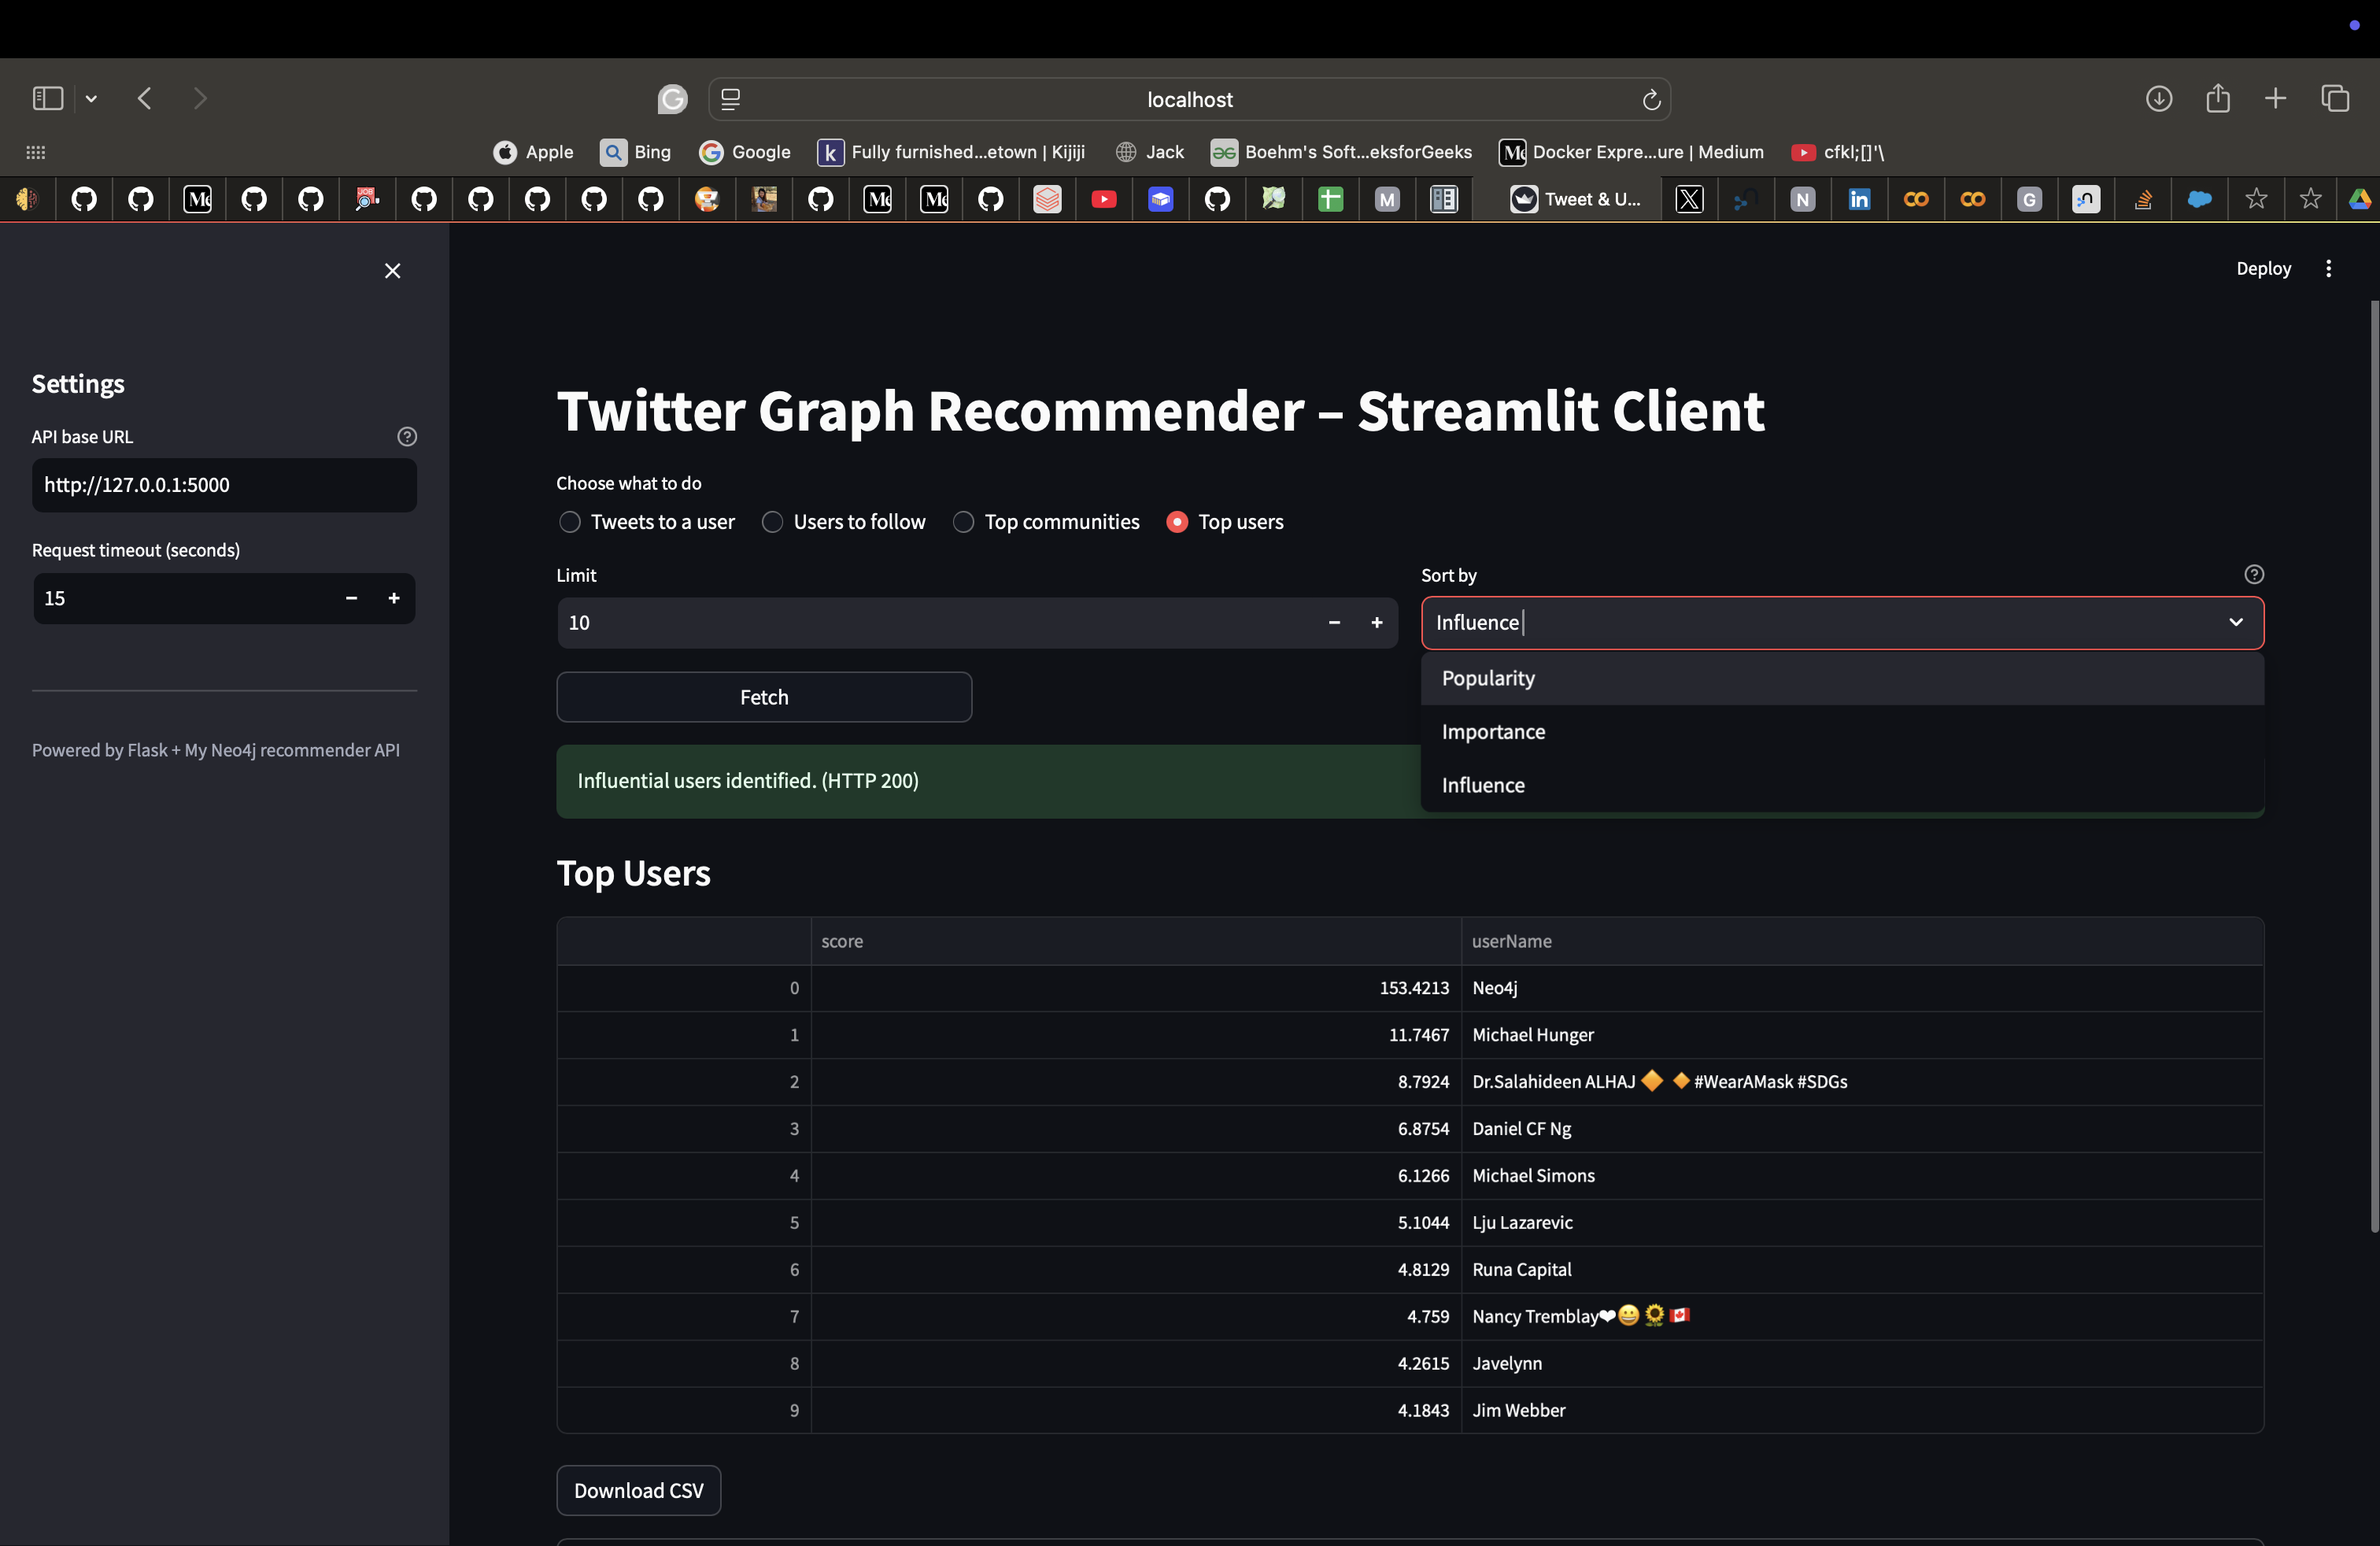 localhost
Apple Bing Google Fully furnished...etown | Kijiji Jack Boehm's Soft...eksforGeeks Docker Expre...ure | Medium cfkl;[]'\
Tweet & U...
Deploy
Settings
API base URL
http://127.0.0.1:5000
Request timeout (seconds)
15
Powered by Flask + My Neo4j recommender API
Twitter Graph Recommender – Streamlit Client
Choose what to do
Tweets to a user Users to follow Top communities Top users
Limit
10
Sort by
Influence
Popularity
Importance
Influence
Fetch
Influential users identified. (HTTP 200)
Top Users
score userName
0 153.4213 Neo4j
1 11.7467 Michael Hunger
2 8.7924 Dr.Salahideen ALHAJ🔶 🔸#WearAMask #SDGs
3 6.8754 Daniel CF Ng
4 6.1266 Michael Simons
5 5.1044 Lju Lazarevic
6 4.8129 Runa Capital
7 4.759 Nancy Tremblay❤😀🌻🇨🇦
8 4.2615 Javelynn
9 4.1843 Jim Webber
Download CSV